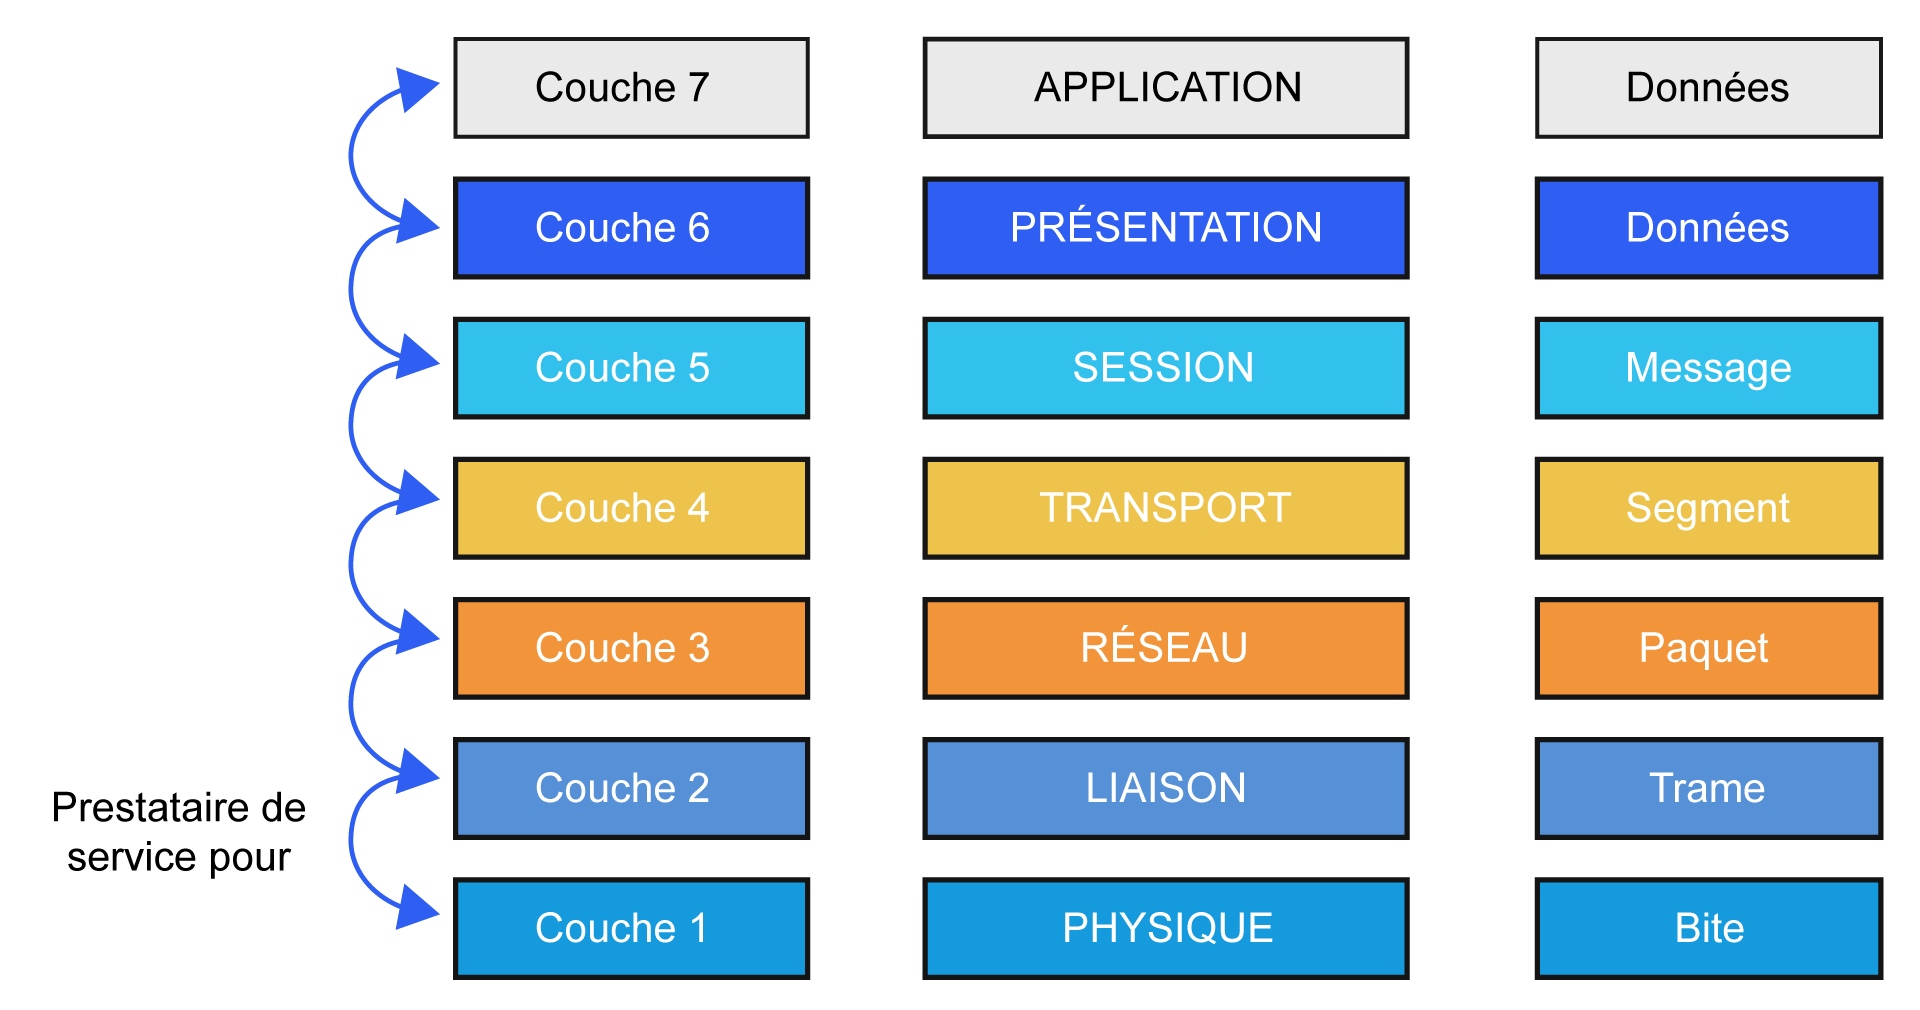 Couche 7 APPLICATION Données
Couche 6 PRÉSENTATION Données
Couche 5 SESSION Message
Couche 4 TRANSPORT Segment
Couche 3 RÉSEAU Paquet
Couche 2 LIAISON Trame
Prestataire de
service pour
Couche 1 PHYSIQUE Bite